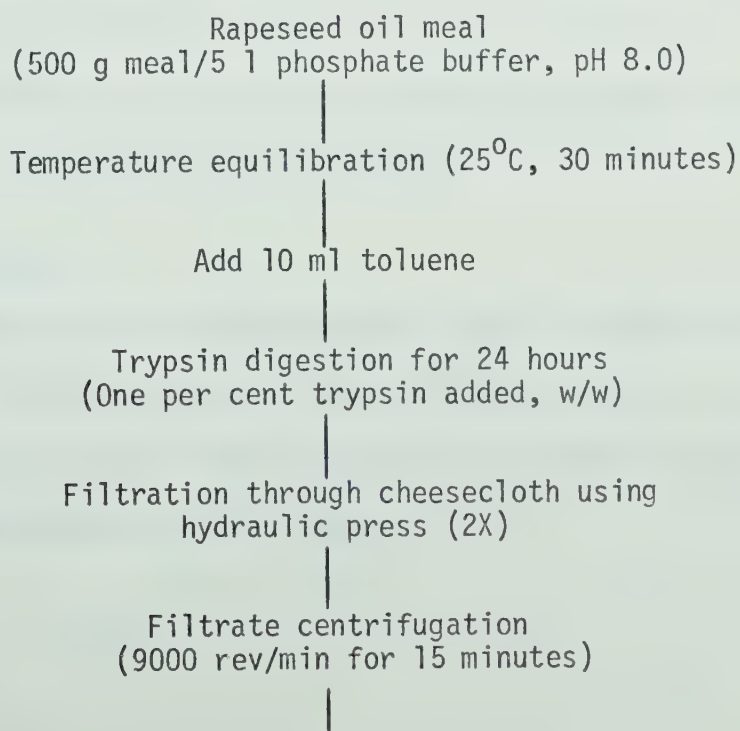 Rapeseed oil meal
(500 g meal/5 l phosphate buffer, pH 8.0)
Temperature equilibration (25°C, 30 minutes)
Add 10 ml toluene
Trypsin digestion for 24 hours
(One per cent trypsin added, w/w)
Filtration through cheesecloth using
hydraulic press (2X)
Filtrate centrifugation
(9000 rev/min for 15 minutes)